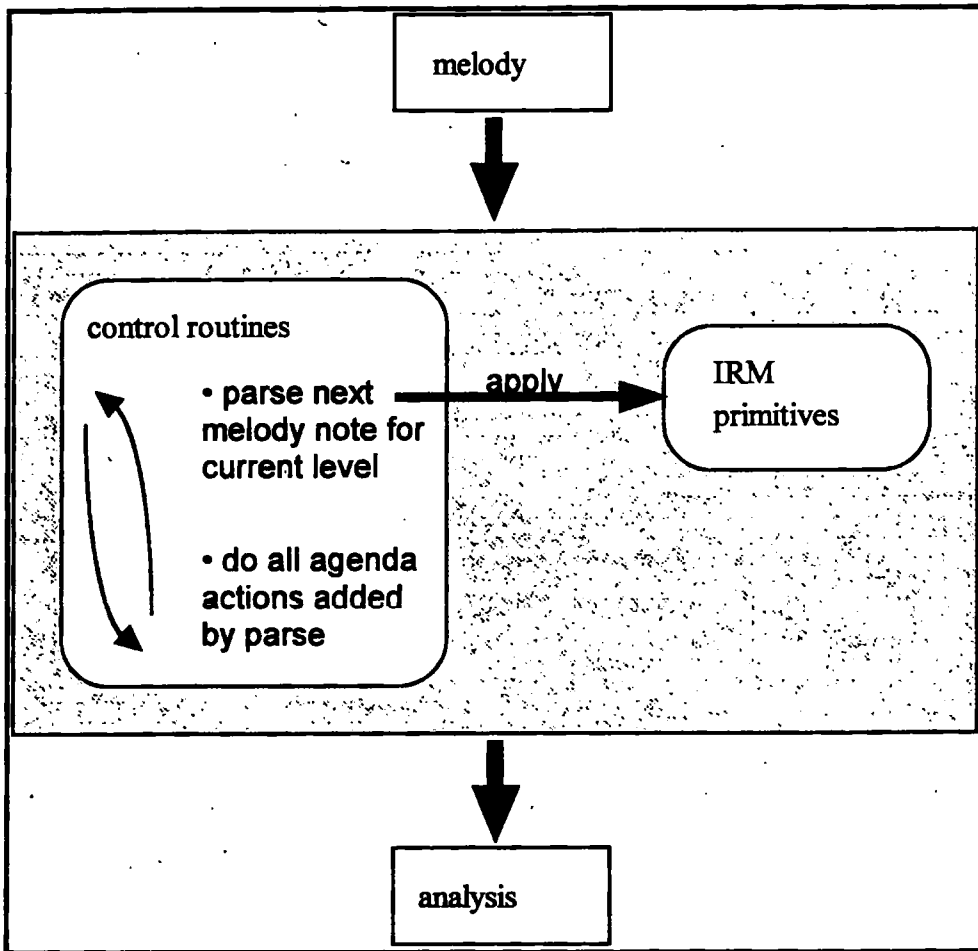 melody
control routines
• parse next
melody note for
current level
apply
IRM
primitives
• do all agenda
actions added
by parse
analysis